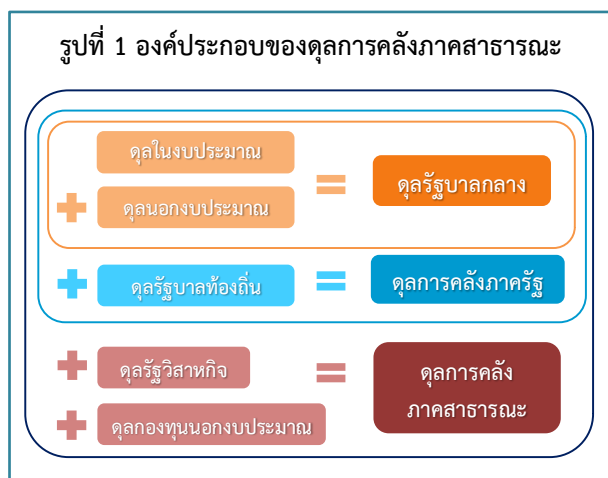 รูปที่ 1 องค์ประกอบของดุลการคลังภาคสาธารณะ
ดุลในงบประมาณ
+ ดุลนอกงบประมาณ = ดุลรัฐบาลกลาง
+ ดุลรัฐบาลท้องถิ่น = ดุลการคลังภาครัฐ
+ ดุลรัฐวิสาหกิจ
+ ดุลกองทุนนอกงบประมาณ = ดุลการคลัง
ภาคสาธารณะ